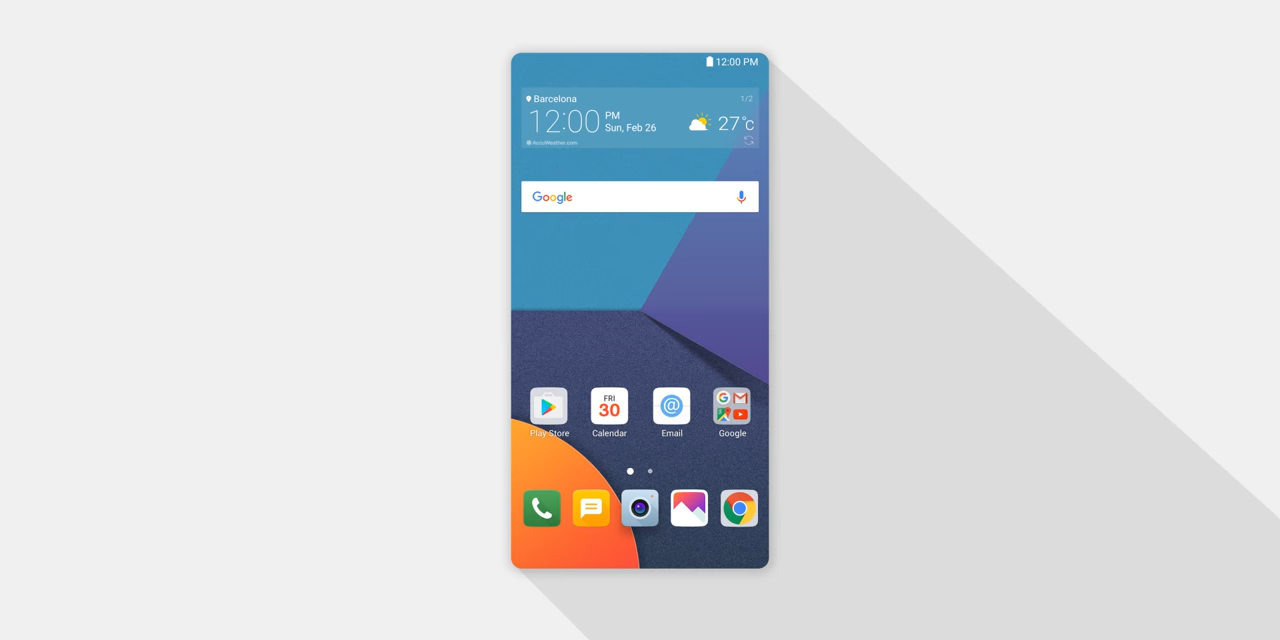 12:00 PM
Barcelona
1/2
12:00
PM
Sun, Feb 26
27°C
AccuWeather.com
Google
FRI
30
Play Store
Calendar
Email
Google